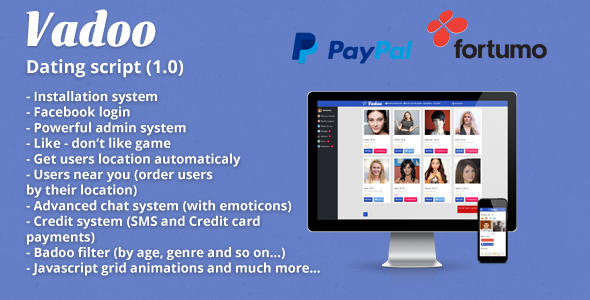 Vadoo
PayPal
fortumo
Dating script (1.0)
- Installation system
- Facebook login
- Powerful admin system
- Like - don't like game
- Get users location automaticaly
- Users near you (order users
by their location)
- Advanced chat system (with emoticons)
- Credit system (SMS and Credit card
payments)
- Badoo filter (by age, genre and so on...)
- Javascript grid animations and much more...
Vadoo